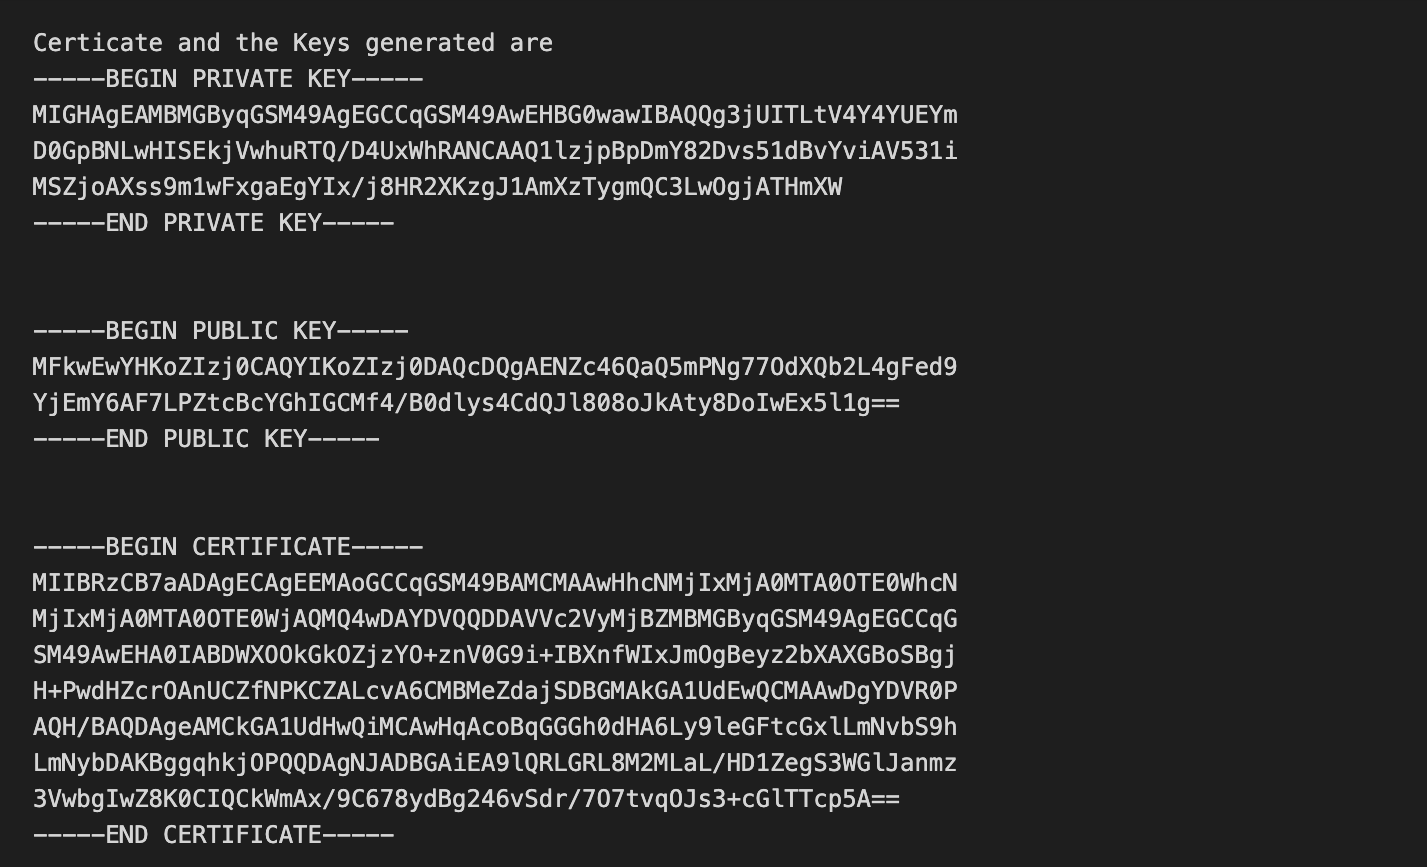 Certicate and the Keys generated are
-----BEGIN PRIVATE KEY-----
MIGHAgEAMBMGByqGSM49AgEGCCqGSM49AwEHBG0wawIBAQQg3jUITLtV4Y4YUEYm
D0GpBNLwHISEkjVwhuRTQ/D4UxWhRANCAAQ1lzjpBpDmY82Dvs51dBvYviAV531i
MSZjoAXss9m1wFxgaEgYIx/j8HR2XKzgJ1AmXzTygmQC3LwOgjATHmXW
-----END PRIVATE KEY-----
-----BEGIN PUBLIC KEY-----
MFkwEwYHKoZIzj0CAQYIKoZIzj0DAQcDQgAENZc46QaQ5mPNg77OdXQb2L4gFed9
YjEmY6AF7LPZtcBcYGhIGCMf4/B0dlys4CdQJl808oJkAty8DoIwEx5l1g==
-----END PUBLIC KEY-----
-----BEGIN CERTIFICATE-----
MIIBRzCB7aADAgECAgEEMAoGCCqGSM49BAMCMAAwHhcNMjIxMjA0MTA0OTE0WhcN
MjIxMjA0MTA0OTE0WjAQMQ4wDAYDVQQDDAVVc2VyMjBZMBMGByqGSM49AgEGCCqG
SM49AwEHA0IABDWXOOkGkOZjzYO+znV0G9i+IBXnfWIxJmOgBeyz2bXAXGBoSBgj
H+PwdHZcrOAnUCZfNPKCZALcvA6CMBMeZdajSDBGMAkGA1UdEwQCMAAwDgYDVR0P
AQH/BAQDAgeAMCkGA1UdHwQiMCAwHqAcoBqGGGh0dHA6Ly9leGFtcGxlLmNvbS9h
LmNybDAKBggqhkjOPQQDAgNJADBGAiEA9lQRLGRL8M2MLaL/HD1ZegS3WGlJanmz
3VwbgIwZ8K0CIQCkWmAx/9C678ydBg246vSdr/7O7tvqOJs3+cGlTTcp5A==
-----END CERTIFICATE-----